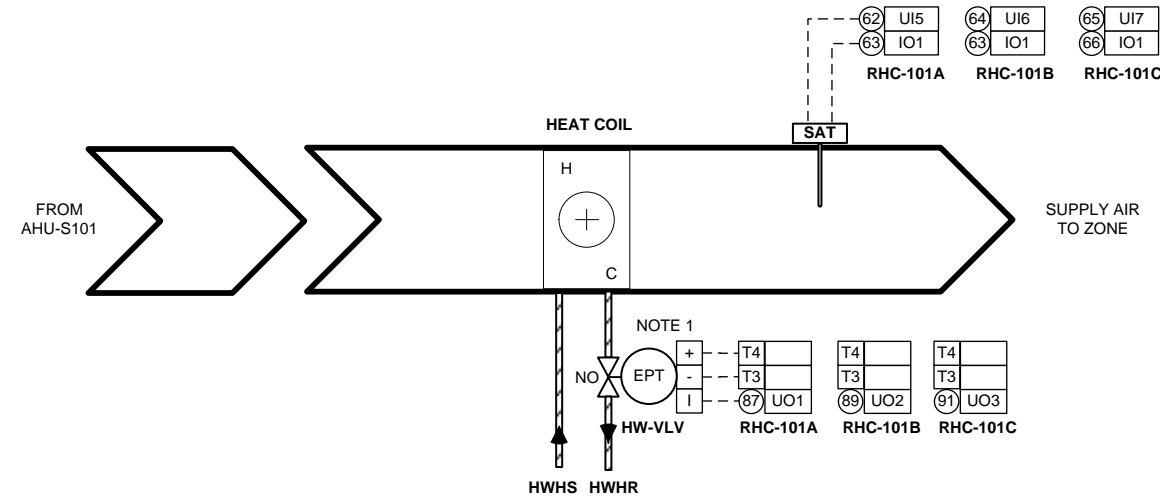 62 UI5 64 UI6 65 UI7
63 IO1 63 IO1 66 IO1
RHC-101A RHC-101B RHC-101C
HEAT COIL
SAT
H
FROM
AHU-S101
SUPPLY AIR
TO ZONE
C
NOTE 1
+ T4 T4 T4
NO EPT - T3 T3 T3
I 87 UO1 89 UO2 91 UO3
HW-VLV RHC-101A RHC-101B RHC-101C
HWHS HWHR